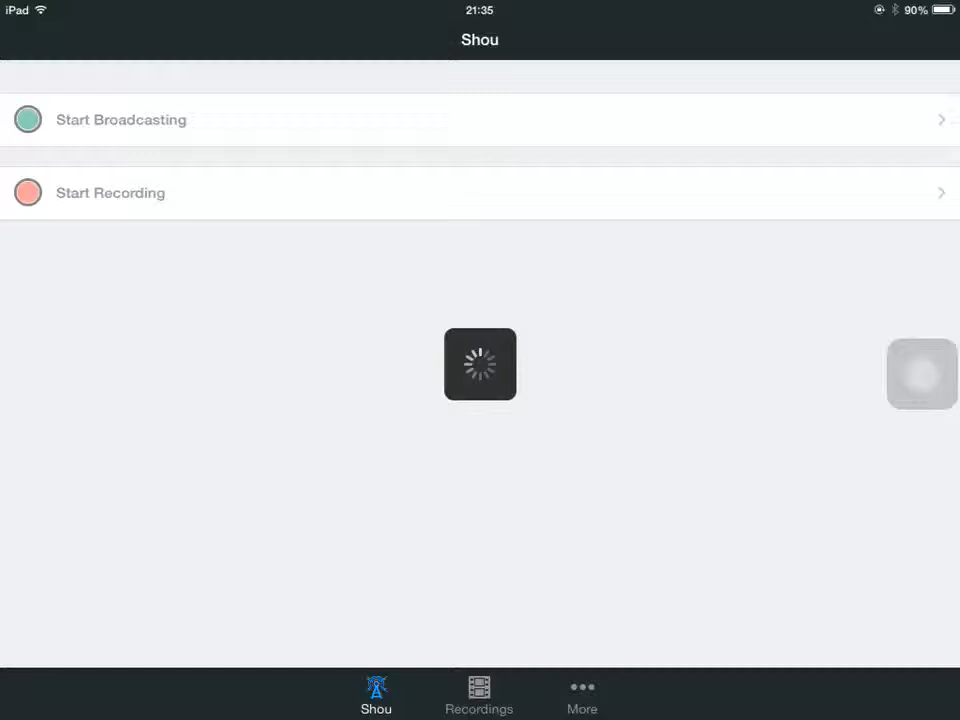 iPad 21:35 90%
Shou
Start Broadcasting
Start Recording
Shou Recordings More